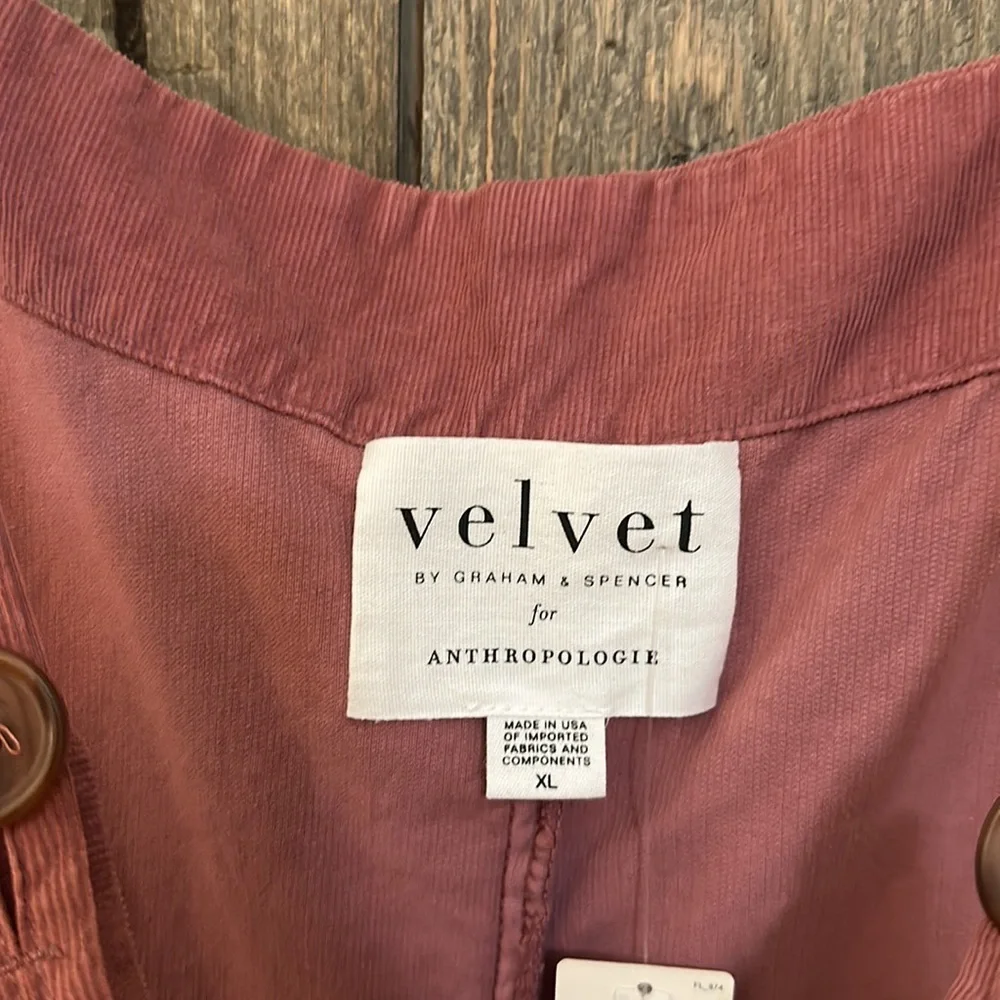 velvet
BY GRAHAM & SPENCER
for
ANTHROPOLOGIE
MADE IN USA
OF IMPORTED
FABRICS AND
COMPONENTS
XL